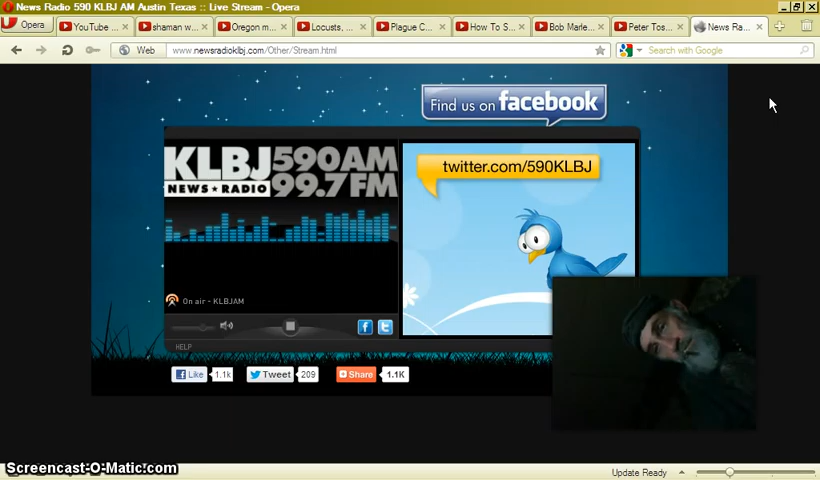 News Radio 590 KLBJ AM Austin Texas :: Live Stream - Opera
Opera
YouTube ...
shaman w...
Oregon m...
Locusts, ...
Plague C...
How To S...
Bob Marle...
Peter Tos...
News Ra...
Web
www.newsradioklbj.com/Other/Stream.html
Search with Google
Find us on facebook
KLBJ 590AM
NEWS★RADIO 99.7FM
twitter.com/590KLBJ
On air - KLBJAM
HELP
Like 1.1k
Tweet 209
Share 1.1K
Screencast-O-Matic.com
Update Ready